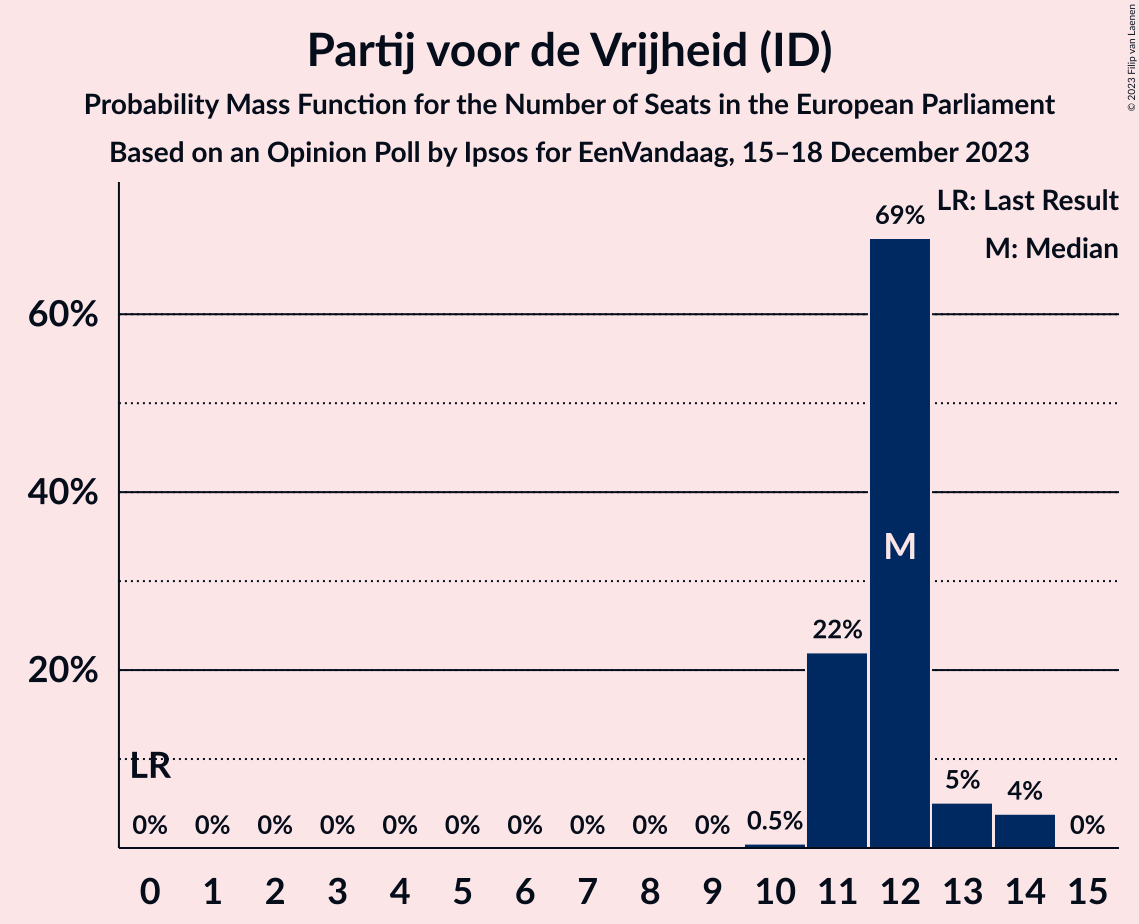 Partij voor de Vrijheid (ID)
Probability Mass Function for the Number of Seats in the European Parliament
Based on an Opinion Poll by Ipsos for EenVandaag, 15–18 December 2023
© 2023 Filip van Laenen
LR: Last Result
M: Median
69%
60%
40%
M
22%
20%
LR
5%
4%
0% 0% 0% 0% 0% 0% 0% 0% 0% 0% 0.5% 0%
0 1 2 3 4 5 6 7 8 9 10 11 12 13 14 15